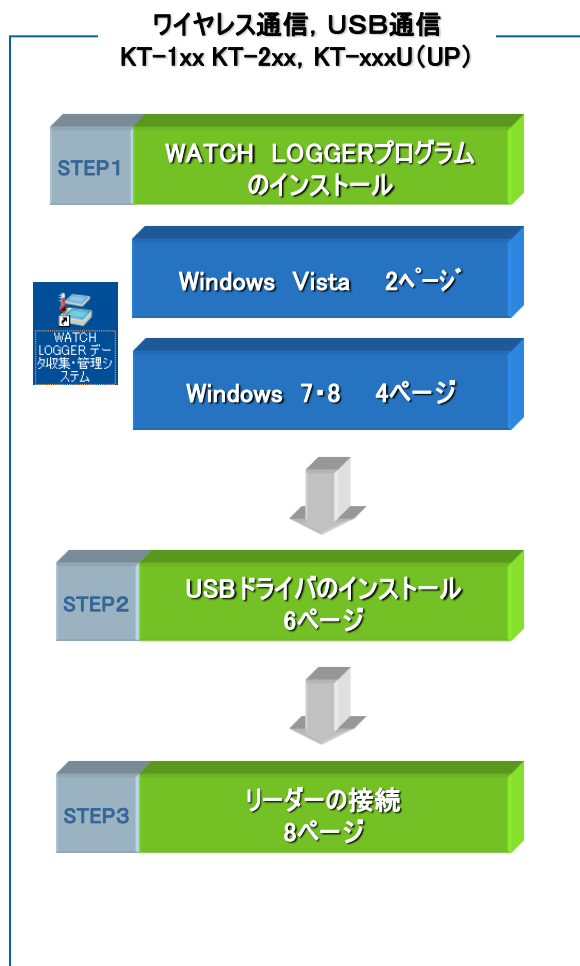 ワイヤレス通信，USB通信
KT-1xx KT-2xx，KT-xxxU（UP）
STEP1
WATCH LOGGERプログラム
のインストール
Windows Vista 2ページ
WATCH
LOGGER デー
タ収集・管理シ
ステム
Windows 7・8 4ページ
STEP2
USBドライバのインストール
6ページ
STEP3
リーダーの接続
8ページ